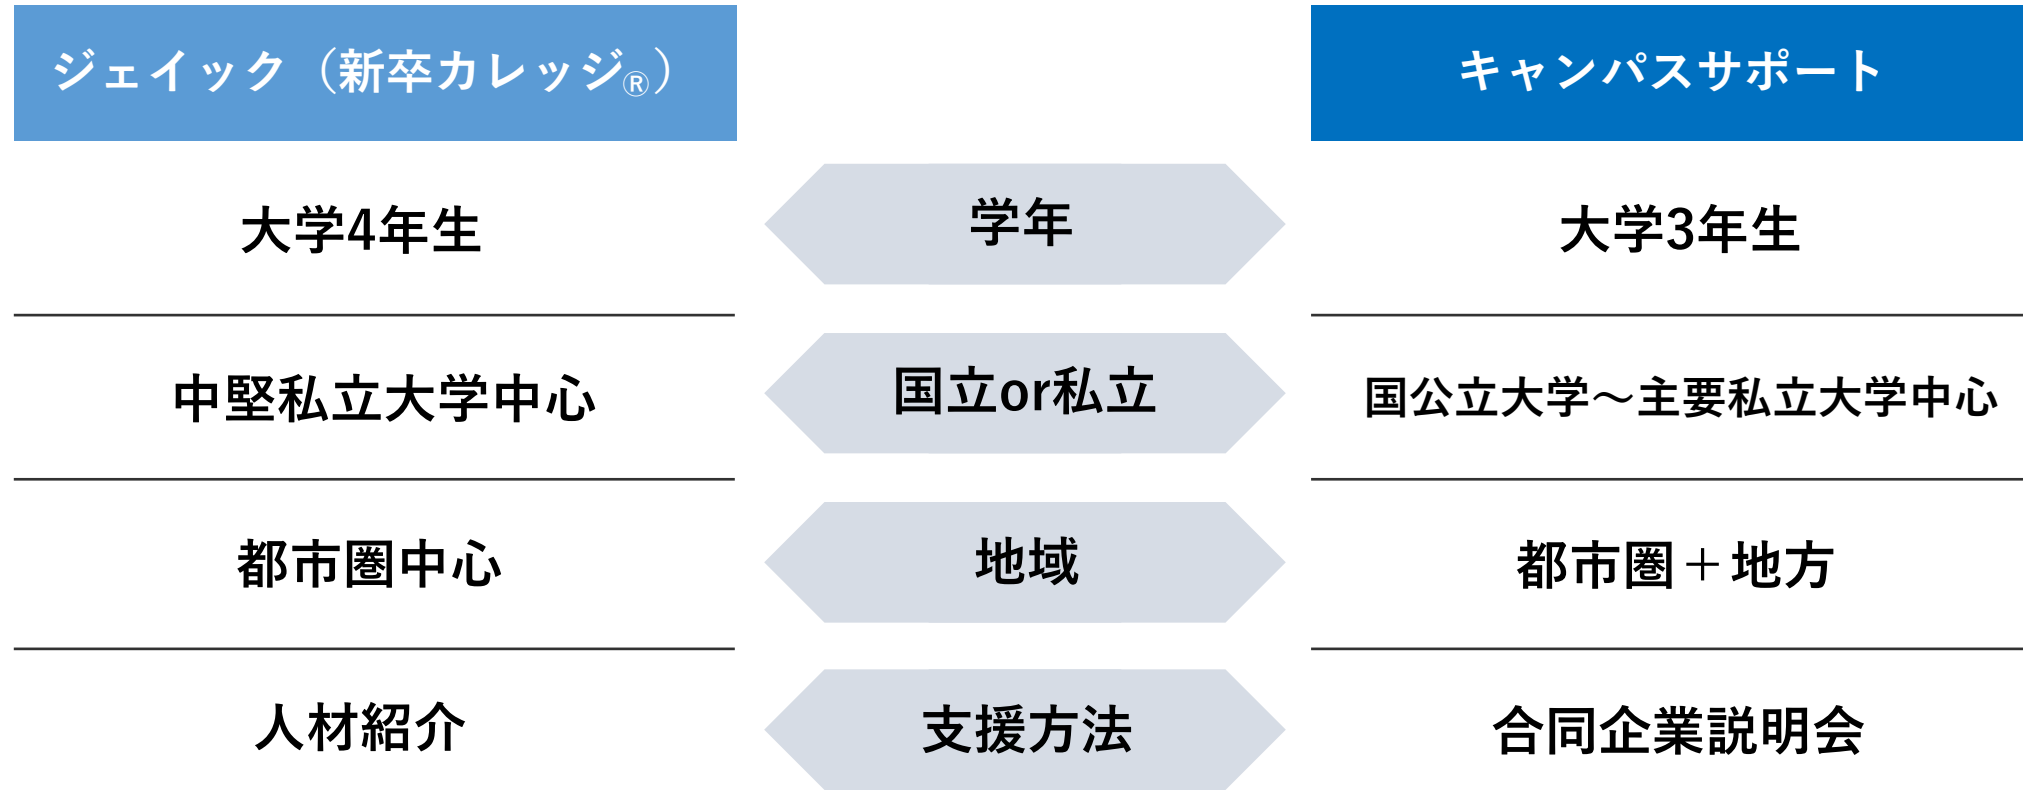 ジェイック（新卒カレッジ®）
キャンパスサポート
大学4年生
学年
大学3年生
中堅私立大学中心
国立or私立
国公立大学～主要私立大学中心
都市圏中心
地域
都市圏＋地方
人材紹介
支援方法
合同企業説明会